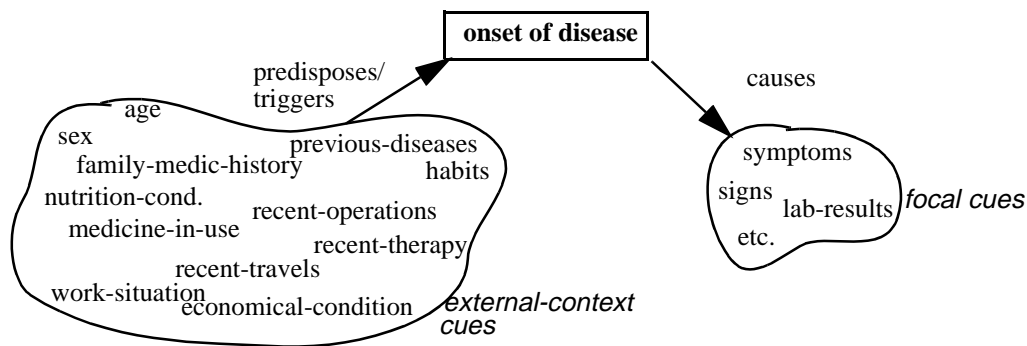 onset of disease
predisposes/
triggers
causes
age
sex
previous-diseases
family-medic-history
habits
nutrition-cond.
recent-operations
medicine-in-use
recent-therapy
recent-travels
work-situation
economical-condition
external-context
cues
symptoms
signs
lab-results
etc.
focal cues